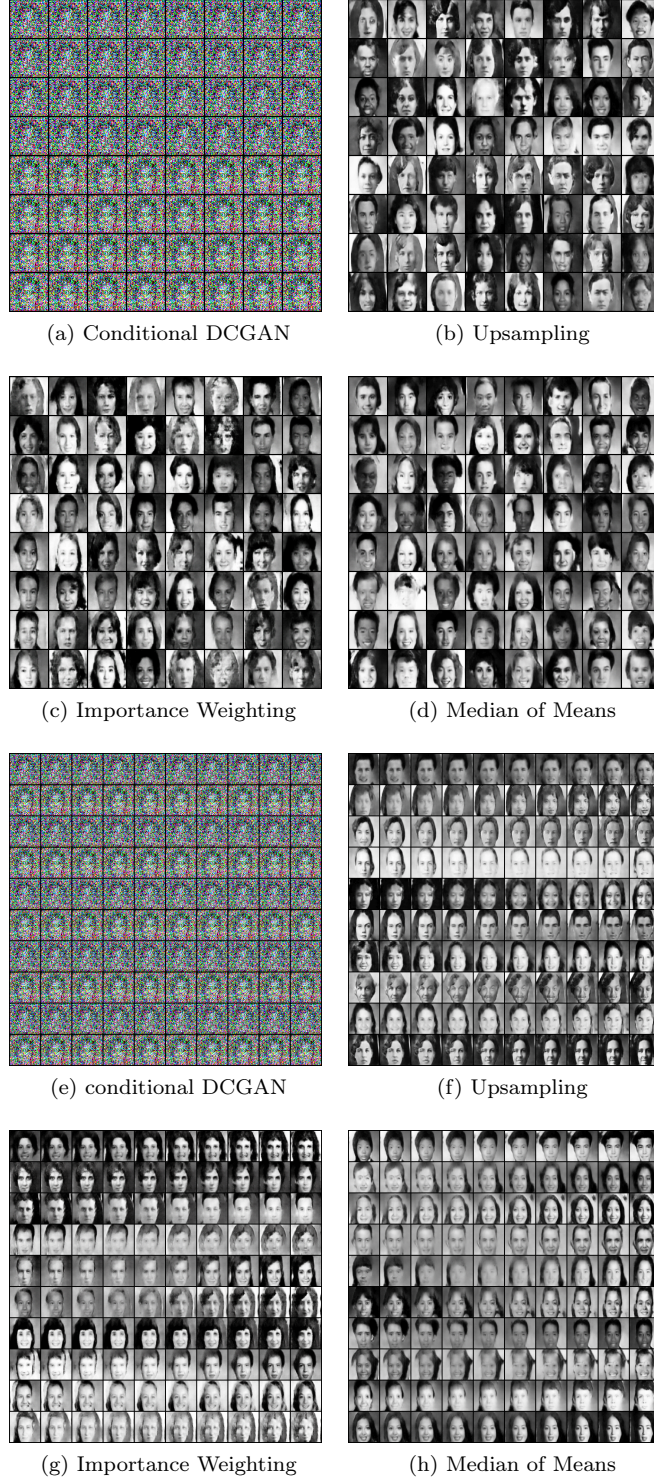 (a) Conditional DCGAN
(b) Upsampling
(c) Importance Weighting
(d) Median of Means
(e) conditional DCGAN
(f) Upsampling
(g) Importance Weighting
(h) Median of Means